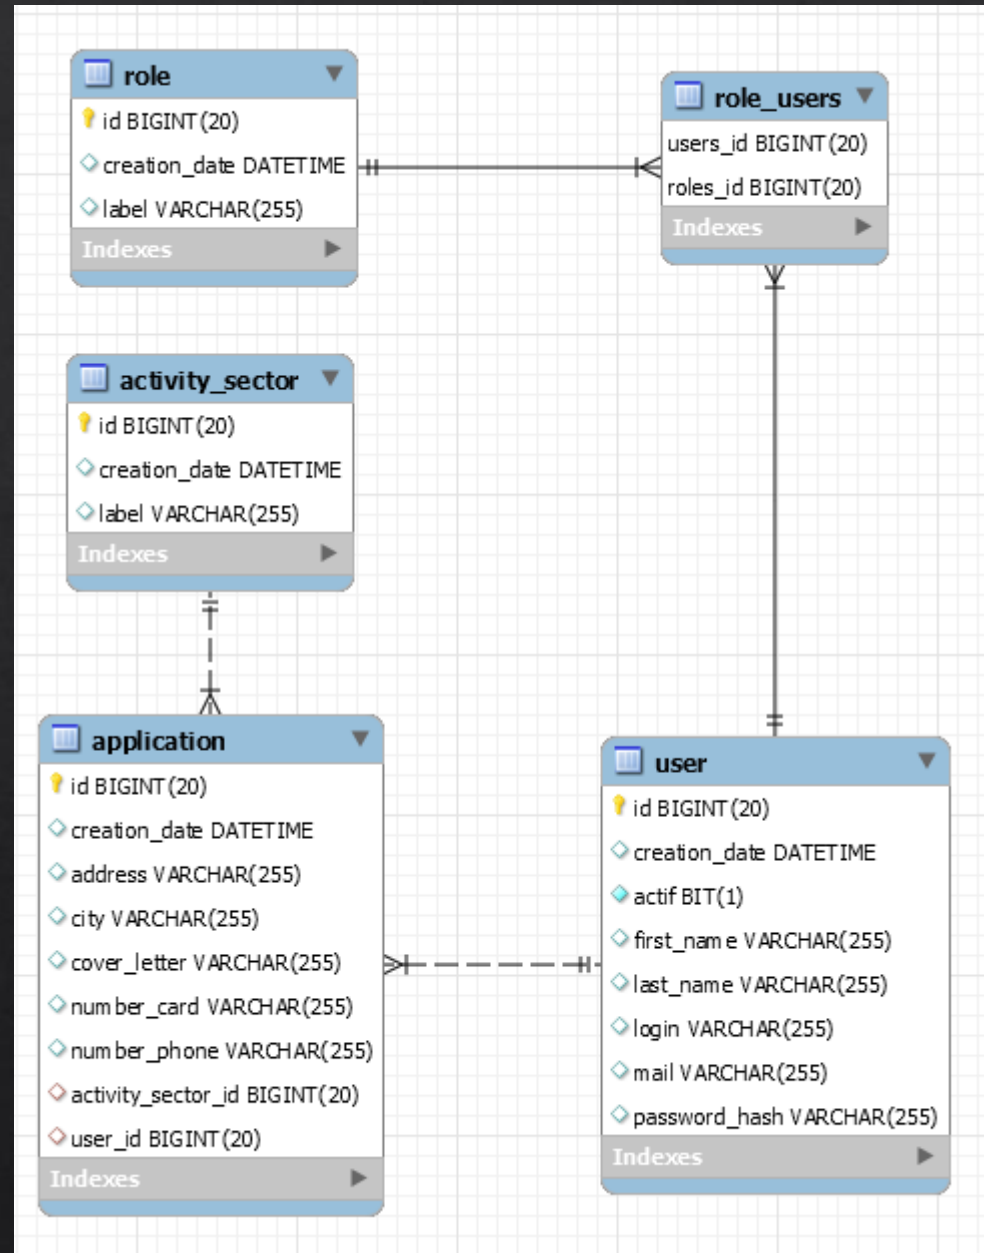 role
id BIGINT(20)
creation_date DATETIME
label VARCHAR(255)
Indexes
role_users
users_id BIGINT(20)
roles_id BIGINT(20)
Indexes
activity_sector
id BIGINT(20)
creation_date DATETIME
label VARCHAR(255)
Indexes
application
id BIGINT(20)
creation_date DATETIME
address VARCHAR(255)
city VARCHAR(255)
cover_letter VARCHAR(255)
number_card VARCHAR(255)
number_phone VARCHAR(255)
activity_sector_id BIGINT(20)
user_id BIGINT(20)
Indexes
user
id BIGINT(20)
creation_date DATETIME
actif BIT(1)
first_name VARCHAR(255)
last_name VARCHAR(255)
login VARCHAR(255)
mail VARCHAR(255)
password_hash VARCHAR(255)
Indexes